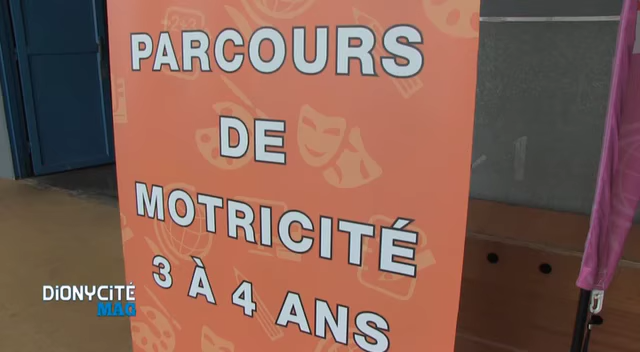 PARCOURS
DE
MOTRICITÉ
3 À 4 ANS
DiONYCiTÉ
MAG